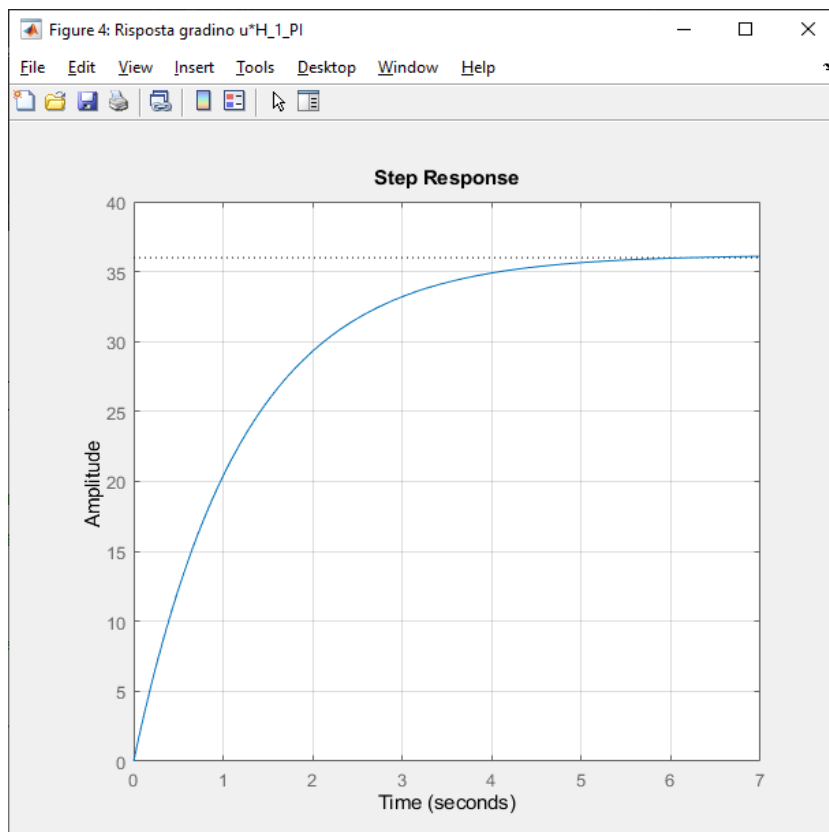 Figure 4: Risposta gradino u*H_1_PI
File Edit View Insert Tools Desktop Window Help
Step Response
40
35
30
25
20
15
10
5
0
Amplitude
0 1 2 3 4 5 6 7
Time (seconds)